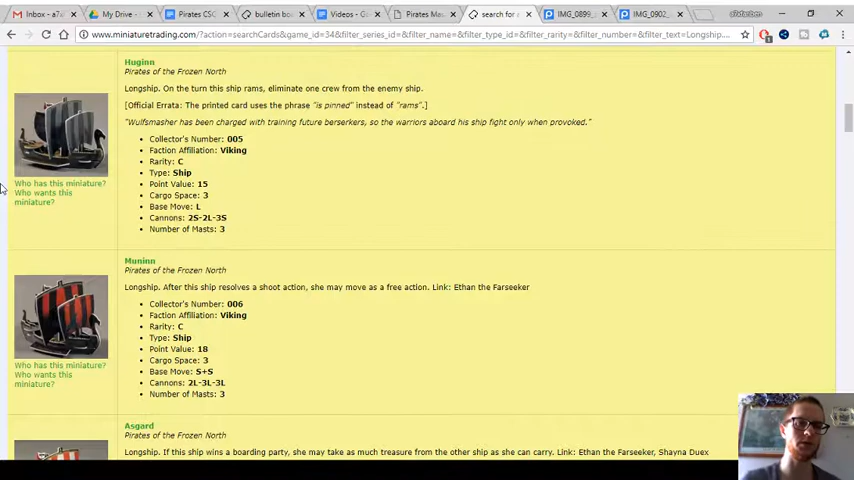 Inbox - a7x
My Drive -
Pirates CSG
bulletin boa
Videos - Go
Pirates Mau
search for a
IMG_0899
IMG_0902
www.miniaturetrading.com/?action=searchCards&game_id=34&filter_series_id=&filter_name=&filter_type_id=&filter_rarity=&filter_number=&filter_text=Longship.
Huginn
Pirates of the Frozen North
Longship. On the turn this ship rams, eliminate one crew from the enemy ship.
[Official Errata: The printed card uses the phrase "is pinned" instead of "rams".]
"Wulfsmolver has been charged with training future berserkers, so the warriors aboard his ship fight only when provoked."
• Collector's Number: 005
• Faction Affiliation: Viking
• Rarity: C
• Type: Ship
• Point Value: 15
• Cargo Space: 3
• Base Move: L
• Cannons: 2S-2L-3S
• Number of Masts: 3
Who has this miniature?
Who wants this
miniature?
Muninn
Pirates of the Frozen North
Longship. After this ship resolves a shoot action, she may move as a free action. Link: Ethan the Farseeker
• Collector's Number: 006
• Faction Affiliation: Viking
• Rarity: C
• Type: Ship
• Point Value: 18
• Cargo Space: 3
• Base Move: S+S
• Cannons: 2L-3L-3L
• Number of Masts: 3
Who has this miniature?
Who wants this
miniature?
Asgard
Pirates of the Frozen North
Longship. If this ship wins a boarding party, she may take as much treasure from the other ship as she can carry. Link: Ethan the Farseeker, Shayna Duex